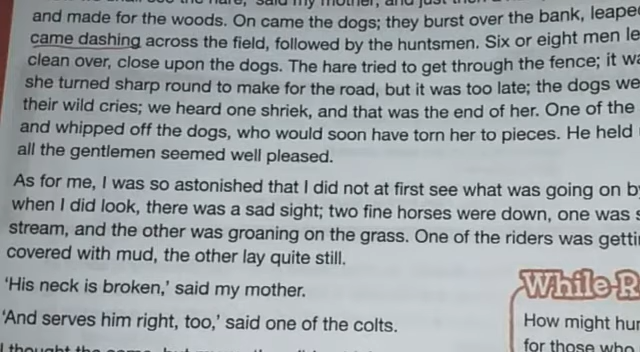 and made for the woods. On came the dogs; they burst over the bank,
came dashing across the field, followed by the huntsmen. Six or eight men
clean over, close upon the dogs. The hare tried to get through the fence; it
she turned sharp round to make for the road, but it was too late; the dogs
their wild cries; we heard one shriek, and that was the end of her. One of the
and whipped off the dogs, who would soon have torn her to pieces. He held
all the gentlemen seemed well pleased.
As for me, I was so astonished that I did not at first see what was going on
when I did look, there was a sad sight; two fine horses were down, one was
stream, and the other was groaning on the grass. One of the riders was
covered with mud, the other lay quite still.
‘His neck is broken,’ said my mother.
‘And serves him right, too,’ said one of the colts.
While-R
How might
for those who